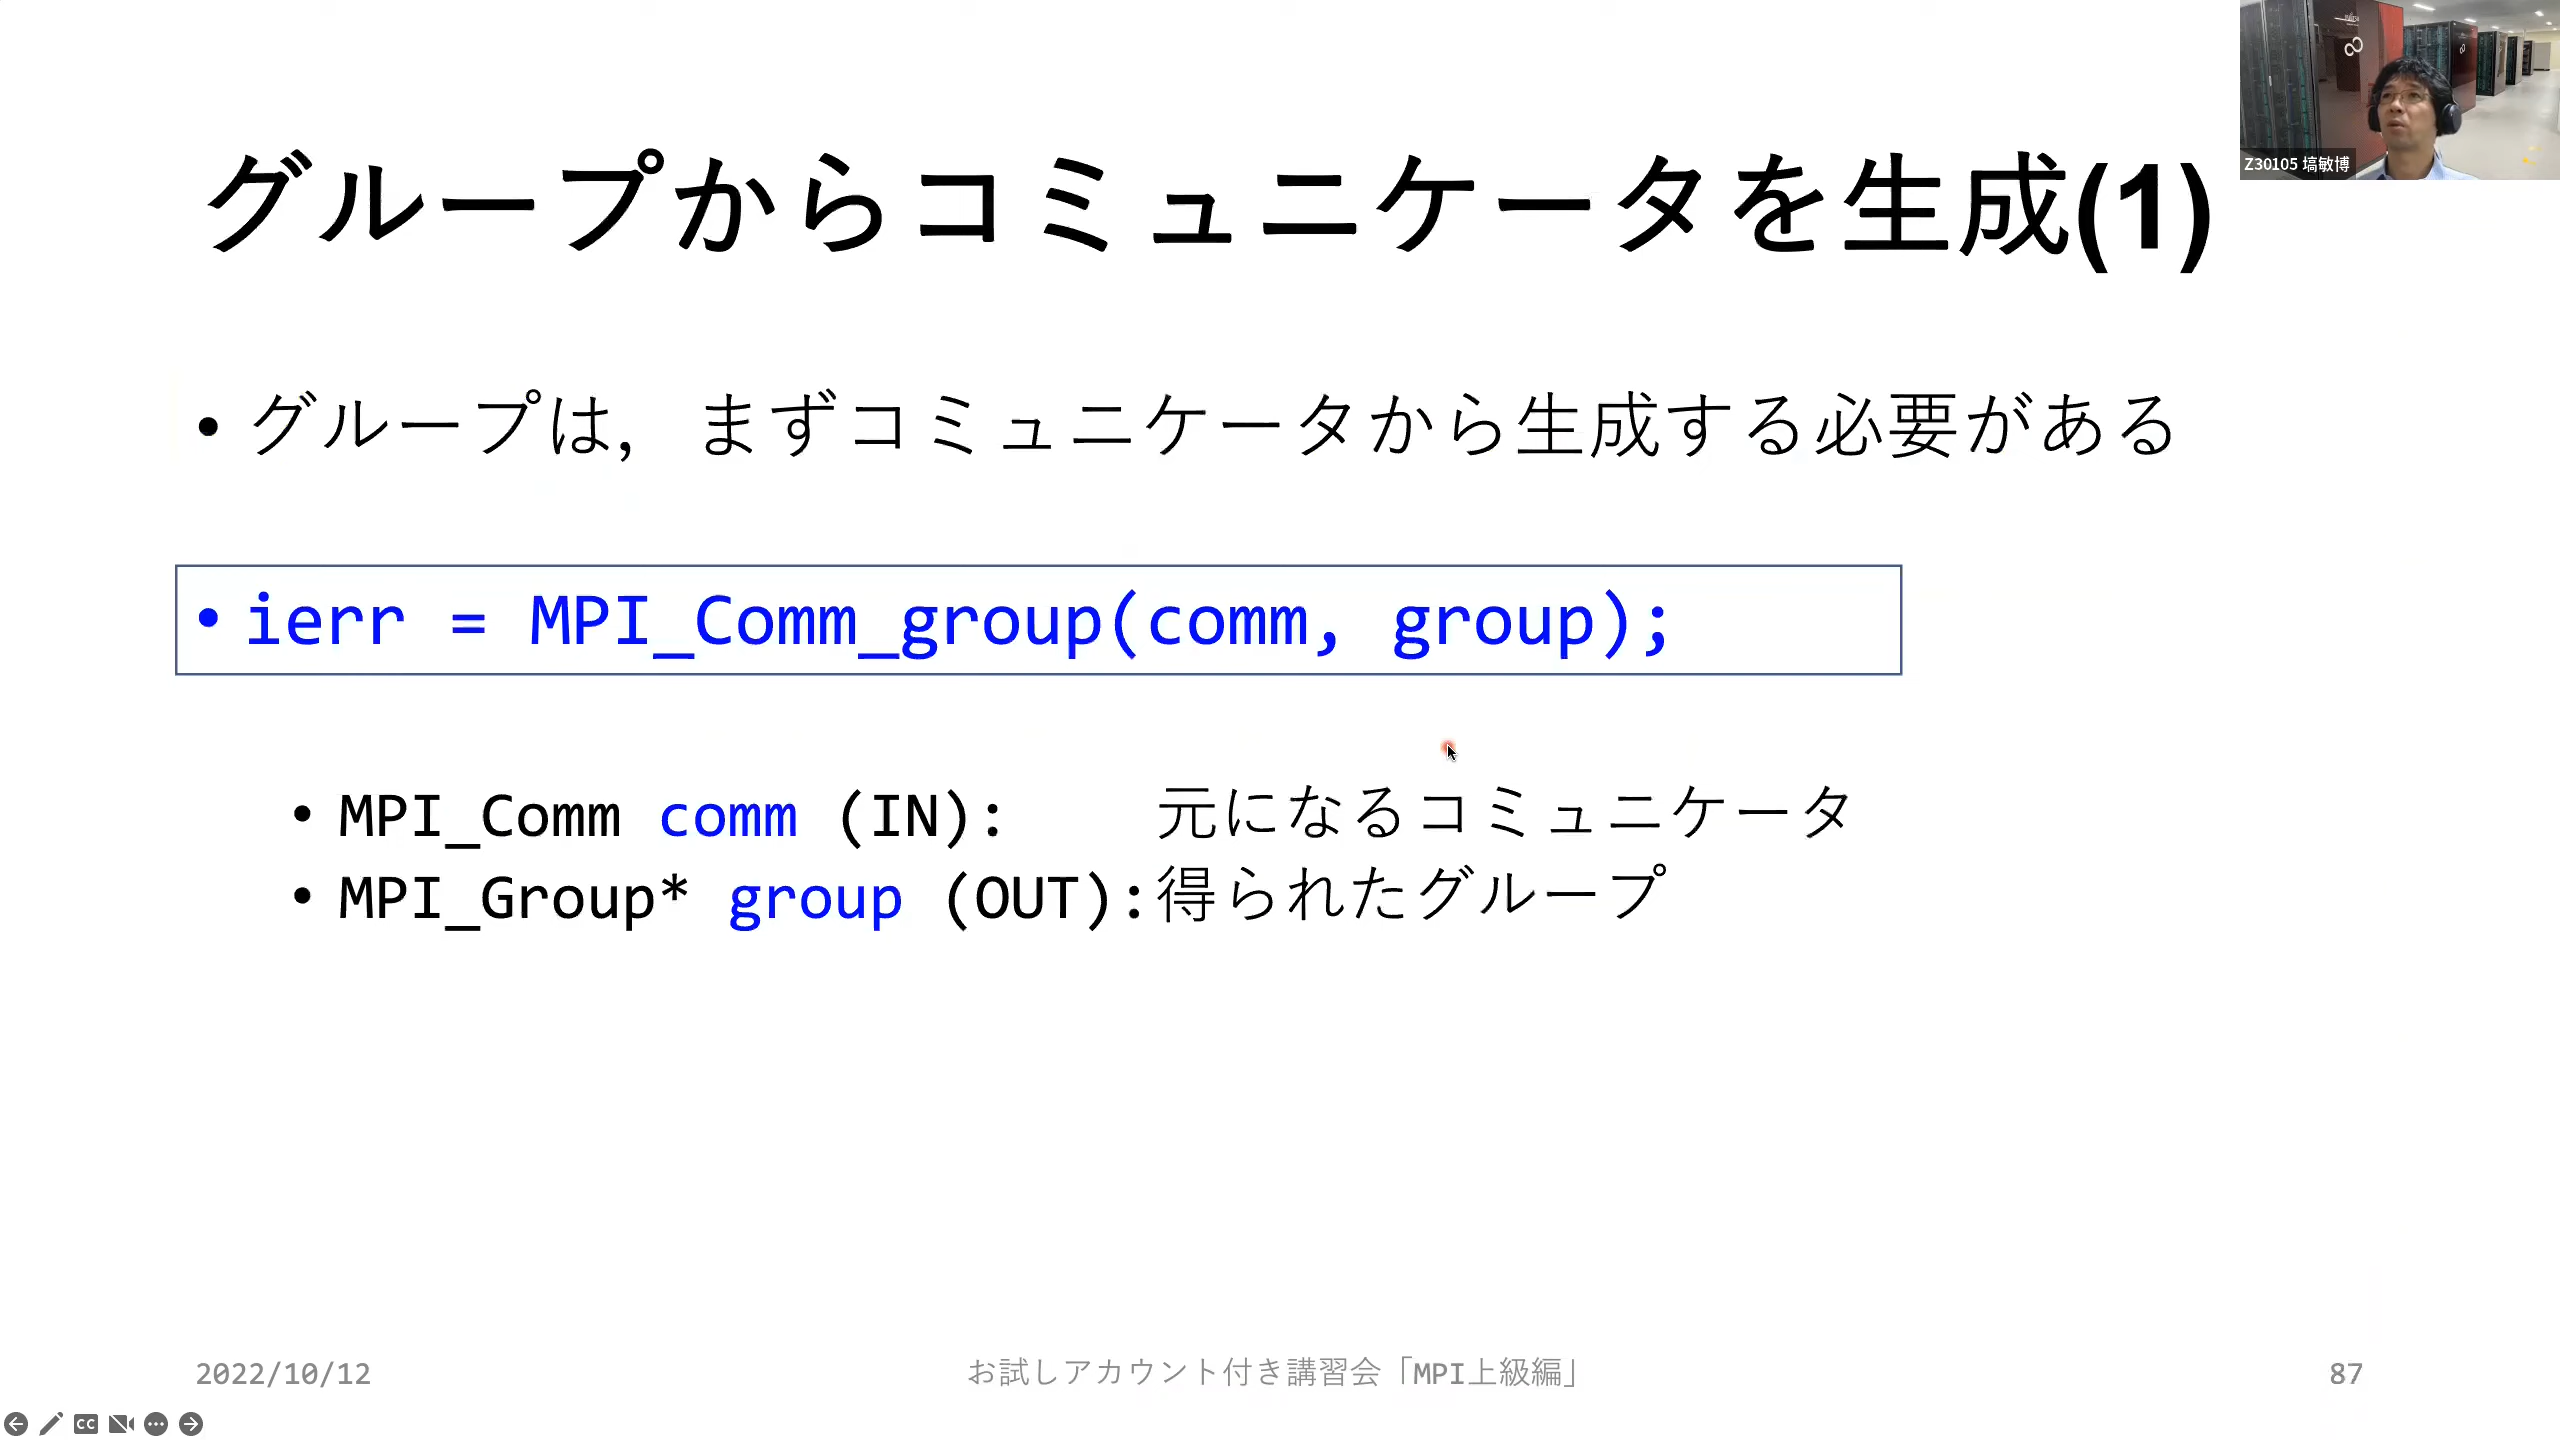 Z30105 塙敏博
グループからコミュニケータを生成(1)
• グループは，まずコミュニケータから生成する必要がある
• ierr = MPI_Comm_group(comm, group);
• MPI_Comm comm (IN): 元になるコミュニケータ
• MPI_Group* group (OUT):得られたグループ
2022/10/12
お試しアカウント付き講習会「MPI上級編」
87
CC